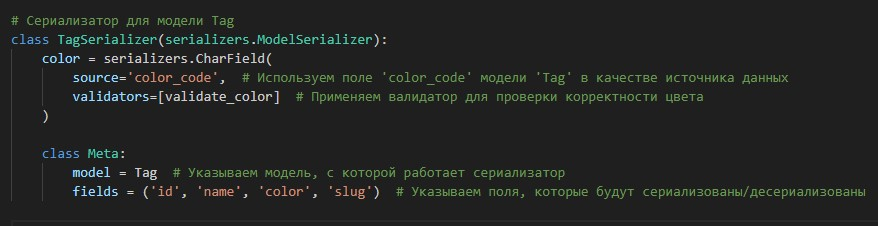 # Сериализатор для модели Tag
class TagSerializer(serializers.ModelSerializer):
    color = serializers.CharField(
        source='color_code',  # Используем поле 'color_code' модели 'Tag' в качестве источника данных
        validators=[validate_color]  # Применяем валидатор для проверки корректности цвета
    )

    class Meta:
        model = Tag  # Указываем модель, с которой работает сериализатор
        fields = ('id', 'name', 'color', 'slug')  # Указываем поля, которые будут сериализованы/десериализованы